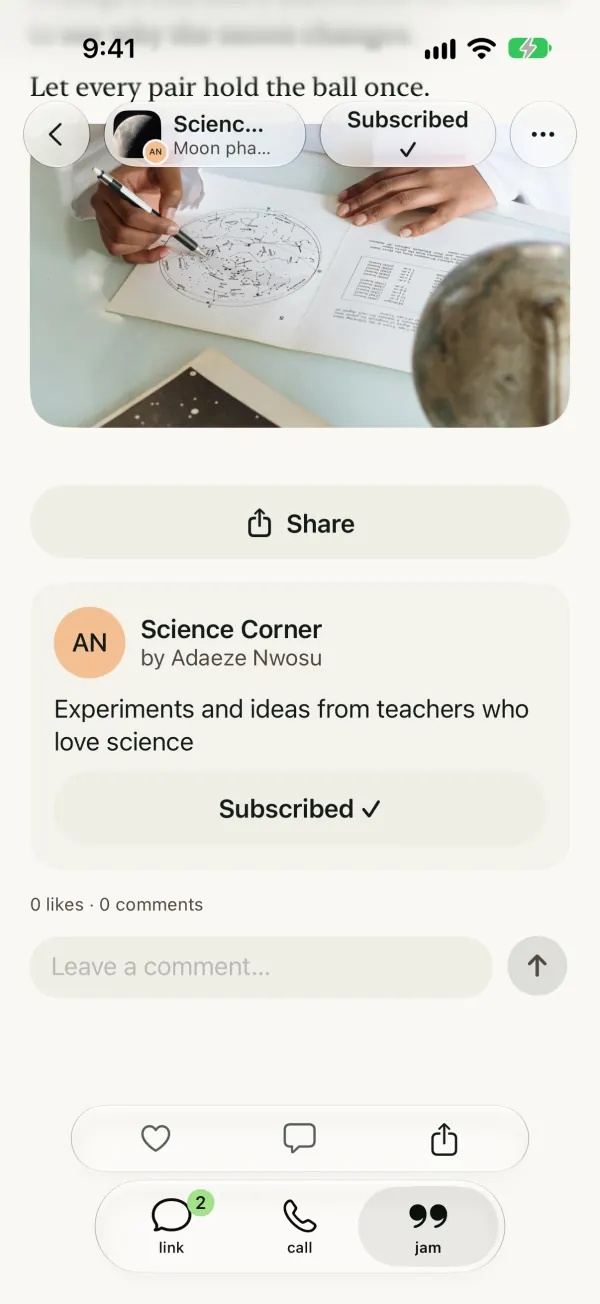 9:41
Let every pair hold the ball once.
Scienc...
AN
Moon pha...
Subscribed ✓
Share
AN
Science Corner
by Adaeze Nwosu
Experiments and ideas from teachers who
love science
Subscribed ✓
0 likes · 0 comments
Leave a comment...
2
link
call
jam